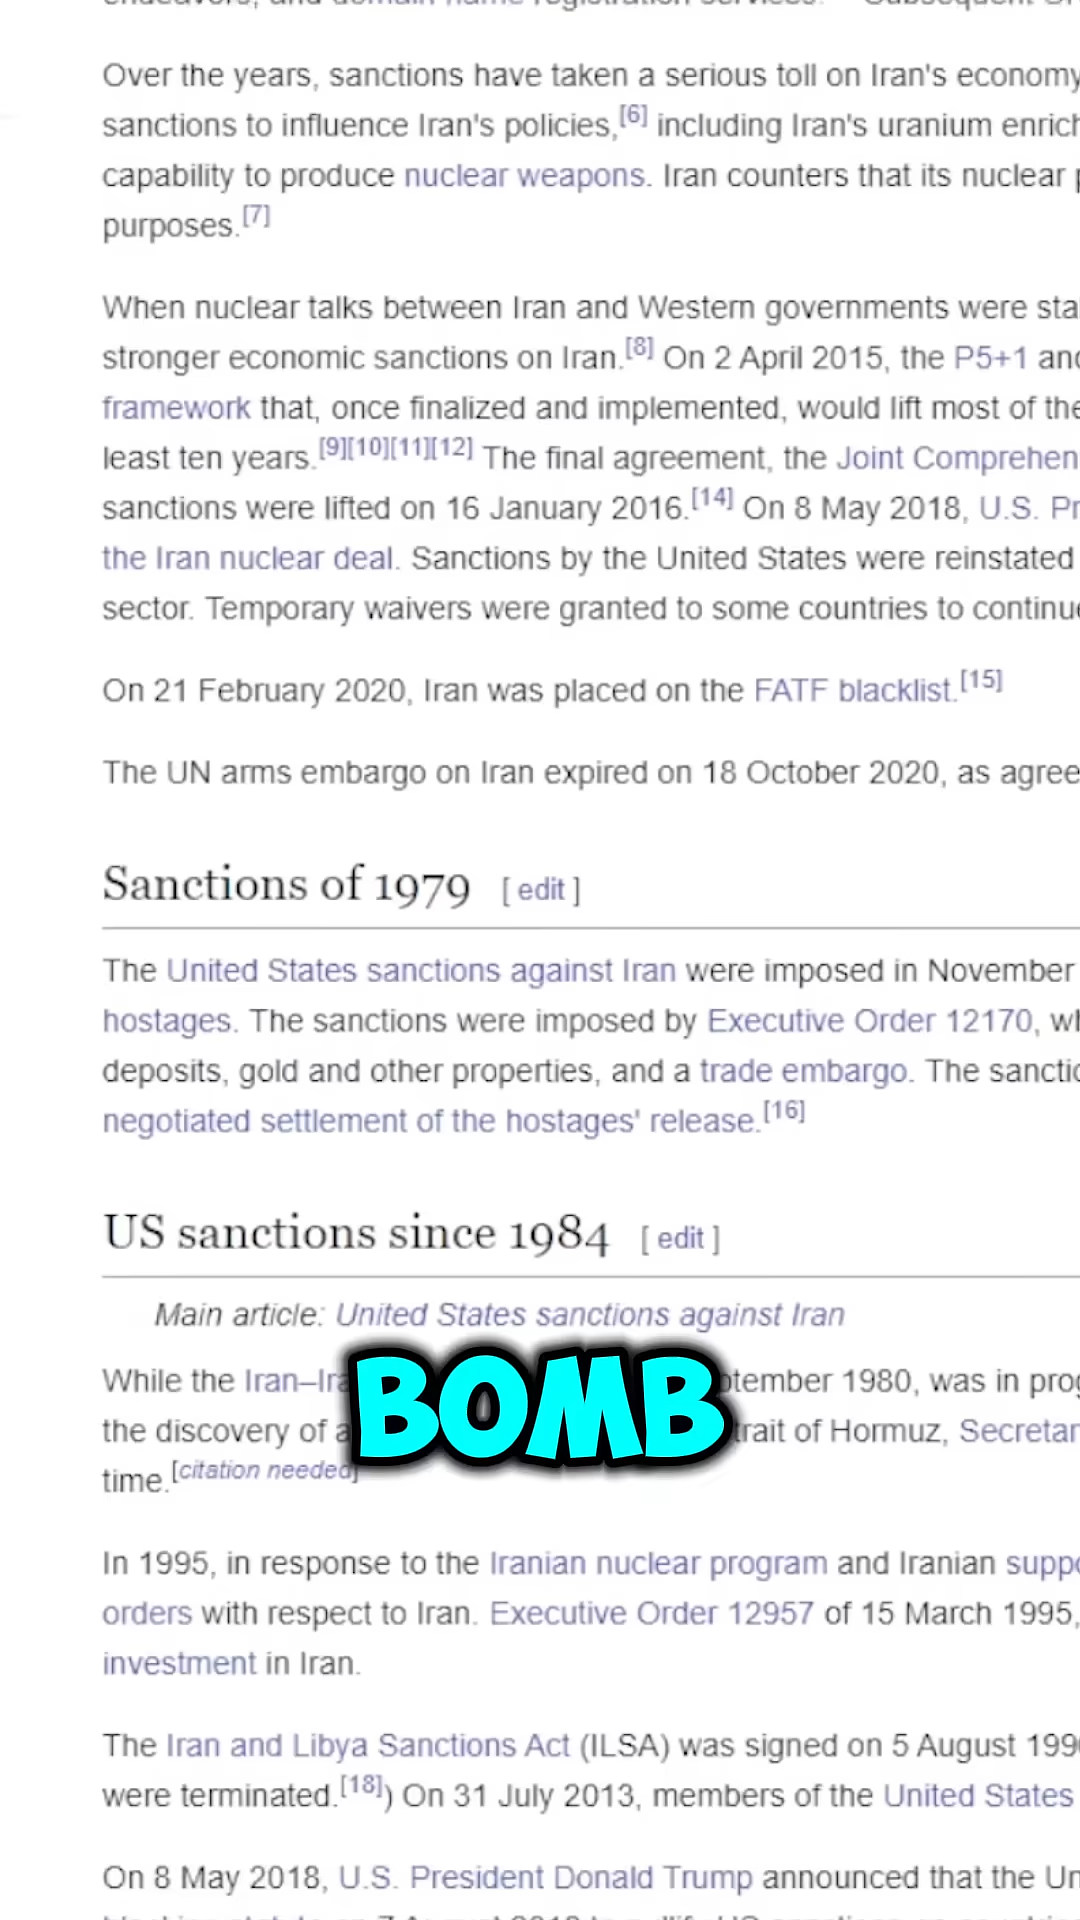 Over the years, sanctions have taken a serious toll on Iran's economy
sanctions to influence Iran's policies,[6] including Iran's uranium enrich
capability to produce nuclear weapons. Iran counters that its nuclear p
purposes.[7]
When nuclear talks between Iran and Western governments were sta
stronger economic sanctions on Iran.[8] On 2 April 2015, the P5+1 and
framework that, once finalized and implemented, would lift most of the
least ten years.[9][10][11][12] The final agreement, the Joint Comprehen
sanctions were lifted on 16 January 2016.[14] On 8 May 2018, U.S. Pr
the Iran nuclear deal. Sanctions by the United States were reinstated
sector. Temporary waivers were granted to some countries to continue
On 21 February 2020, Iran was placed on the FATF blacklist.[15]
The UN arms embargo on Iran expired on 18 October 2020, as agree
Sanctions of 1979 [ edit ]
The United States sanctions against Iran were imposed in November
hostages. The sanctions were imposed by Executive Order 12170, wh
deposits, gold and other properties, and a trade embargo. The sanctio
negotiated settlement of the hostages' release.[16]
US sanctions since 1984 [ edit ]
Main article: United States sanctions against Iran
While the Iran–Ira ptember 1980, was in prog
BOMB
the discovery of a trait of Hormuz, Secretar
time.[citation needed]
In 1995, in response to the Iranian nuclear program and Iranian suppo
orders with respect to Iran. Executive Order 12957 of 15 March 1995,
investment in Iran.
The Iran and Libya Sanctions Act (ILSA) was signed on 5 August 199
were terminated.[18]) On 31 July 2013, members of the United States
On 8 May 2018, U.S. President Donald Trump announced that the Un